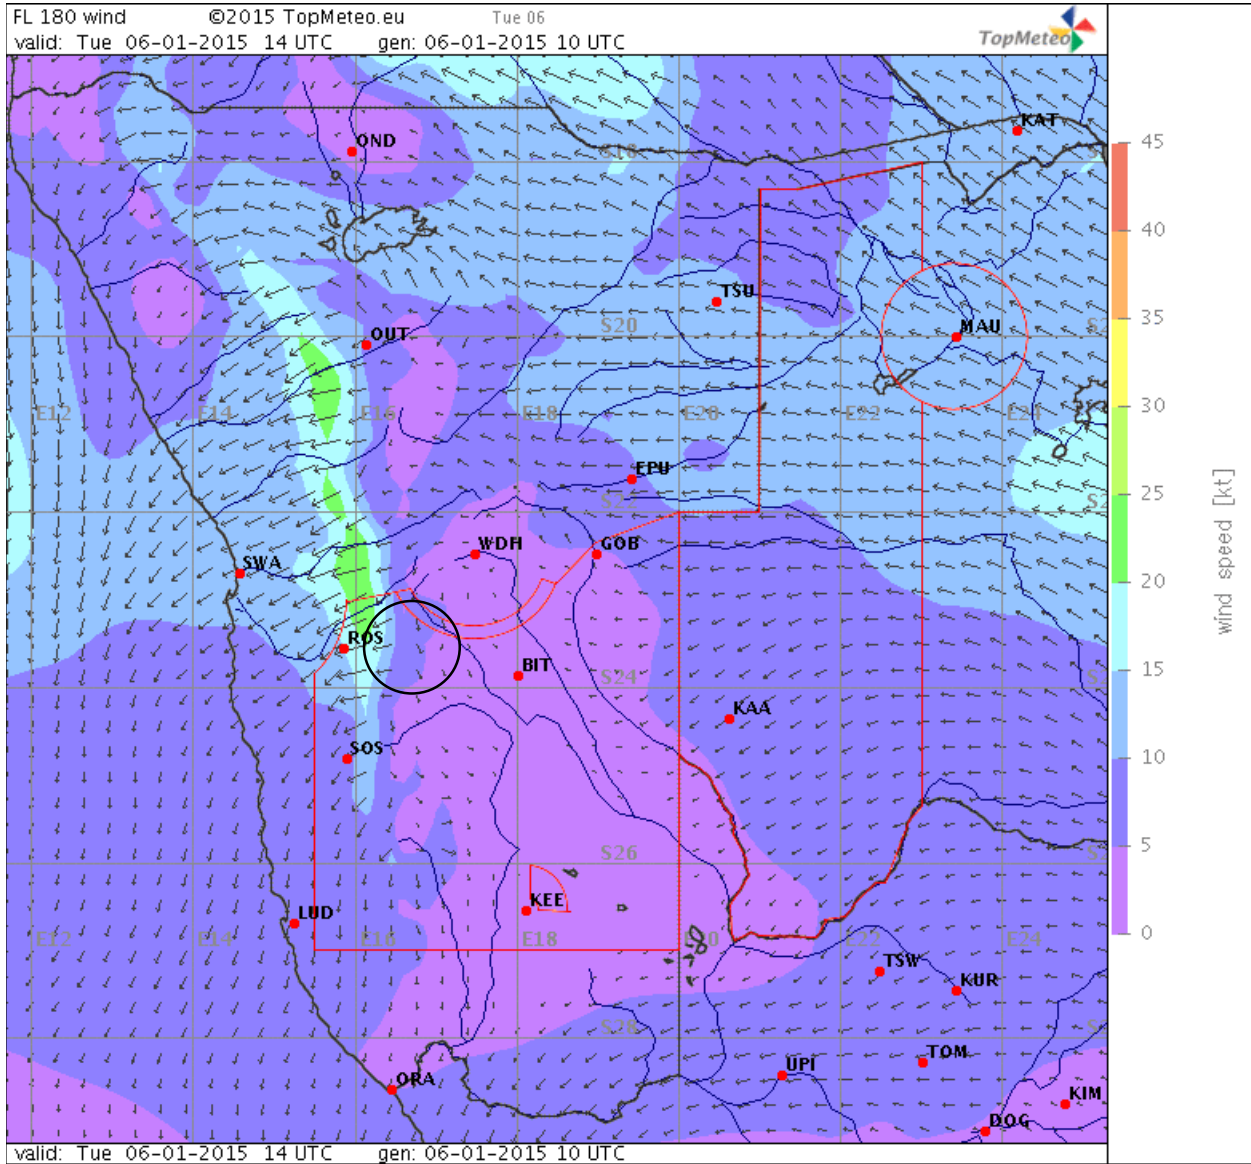 FL 180 wind ©2015 TopMeteo.eu Tue 06
valid: Tue 06-01-2015 14 UTC gen: 06-01-2015 10 UTC
TopMeteo
KAT
45
OND
S18
40
TSU
35
S20
MAU
OUT
E12 E14 E16 E18 E20 E22 E24
30
EPU
25
S22
WDH GOB
SWA
20
ROS
BIT
S24
15
KAA
SOS
10
S26
5
KEE
LUD
0
E12 E14 E16 E18 E20 E22 E24
TSW
KUR
S28
TOM
UPI
ORA
KIM
DOG
wind speed [kt]
valid: Tue 06-01-2015 14 UTC gen: 06-01-2015 10 UTC